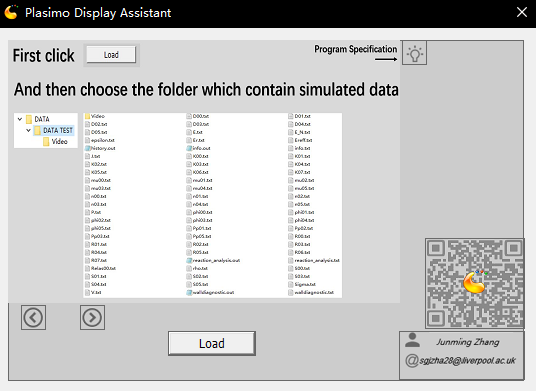 Plasimo Display Assistant
First click
Load
Program Specification
And then choose the folder which contain simulated data
DATA
DATA TEST
Video
Video D00.txt D01.txt
D02.txt D03.txt D04.txt
D05.txt E.txt E_N.txt
epsilon.txt Er.txt Ereff.txt
history.out info.out info.txt
J.txt K00.txt K01.txt
K02.txt K03.txt K04.txt
K05.txt K06.txt K07.txt
mu00.txt mu01.txt mu02.txt
mu03.txt mu04.txt mu05.txt
n00.txt n01.txt n02.txt
n03.txt n04.txt n05.txt
P.txt phi00.txt phi01.txt
phi02.txt phi03.txt phi04.txt
phi05.txt Pp01.txt Pp02.txt
Pp03.txt Pp05.txt R00.txt
R01.txt R02.txt R03.txt
R04.txt R05.txt R06.txt
R07.txt reaction_analysis.out reaction_analysis.txt
Relas00.txt rho.txt S00.txt
S01.txt S02.txt S03.txt
S04.txt S05.txt Sigma.txt
V.txt walldiagnostic.out walldiagnostic.txt
Load
Junming Zhang
@sgjzha28@liverpool.ac.uk